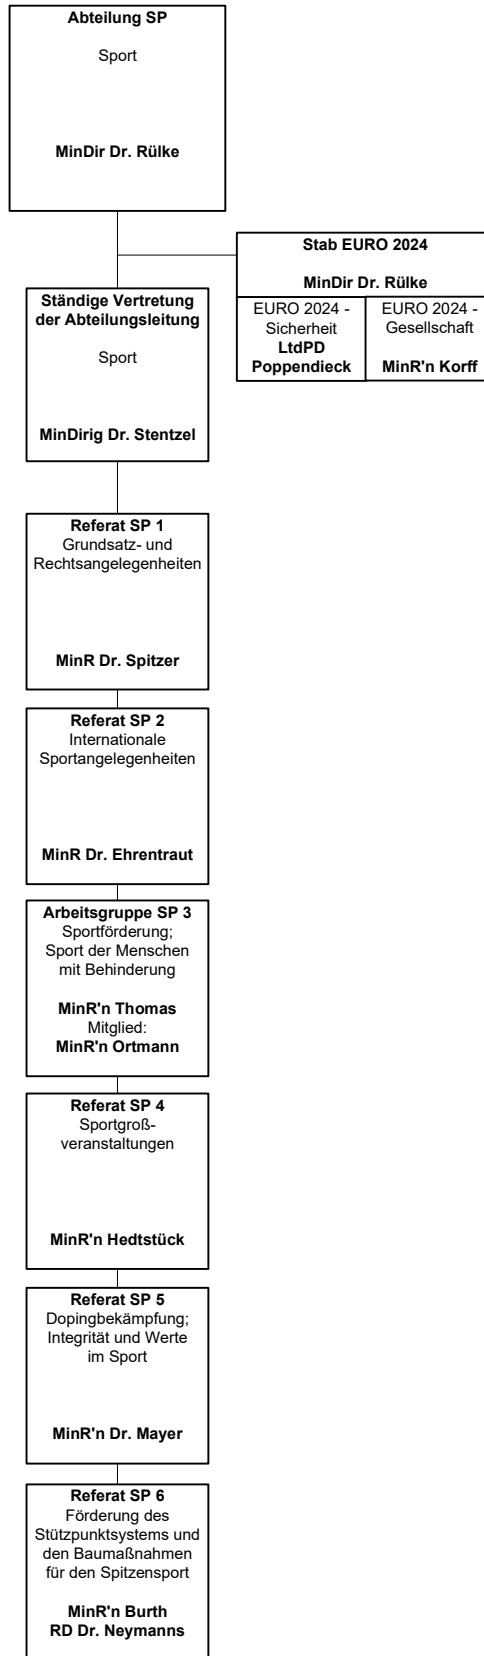 Abteilung SP
Sport
MinDir Dr. Rülke
Stab EURO 2024
MinDir Dr. Rülke
EURO 2024 -
Sicherheit
LtdPD
Poppendieck
EURO 2024 -
Gesellschaft
MinR'n Korff
Ständige Vertretung
der Abteilungsleitung
Sport
MinDirig Dr. Stentzel
Referat SP 1
Grundsatz- und
Rechtsangelegenheiten
MinR Dr. Spitzer
Referat SP 2
Internationale
Sportangelegenheiten
MinR Dr. Ehrentraut
Arbeitsgruppe SP 3
Sportförderung;
Sport der Menschen
mit Behinderung
MinR'n Thomas
Mitglied:
MinR'n Ortmann
Referat SP 4
Sportgroß-
veranstaltungen
MinR'n Hedtstück
Referat SP 5
Dopingbekämpfung;
Integrität und Werte
im Sport
MinR'n Dr. Mayer
Referat SP 6
Förderung des
Stützpunktsystems und
den Baumaßnahmen
für den Spitzensport
MinR'n Burth
RD Dr. Neymanns